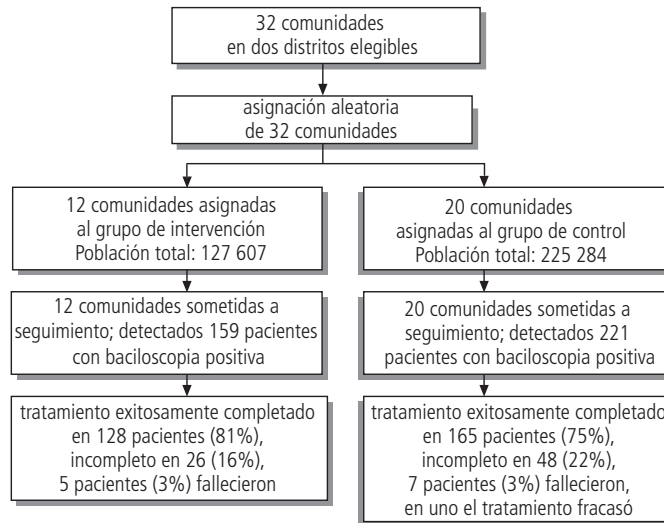 32 comunidades
en dos distritos elegibles
asignación aleatoria
de 32 comunidades
12 comunidades asignadas
al grupo de intervención
Población total: 127 607
20 comunidades
asignadas al grupo de control
Población total: 225 284
12 comunidades sometidas a
seguimiento; detectados 159 pacientes
con baciloscopia positiva
20 comunidades sometidas a
seguimiento; detectados 221
pacientes con baciloscopia positiva
tratamiento exitosamente completado
en 128 pacientes (81%),
incompleto en 26 (16%),
5 pacientes (3%) fallecieron
tratamiento exitosamente completado
en 165 pacientes (75%),
incompleto en 48 (22%),
7 pacientes (3%) fallecieron,
en uno el tratamiento fracasó